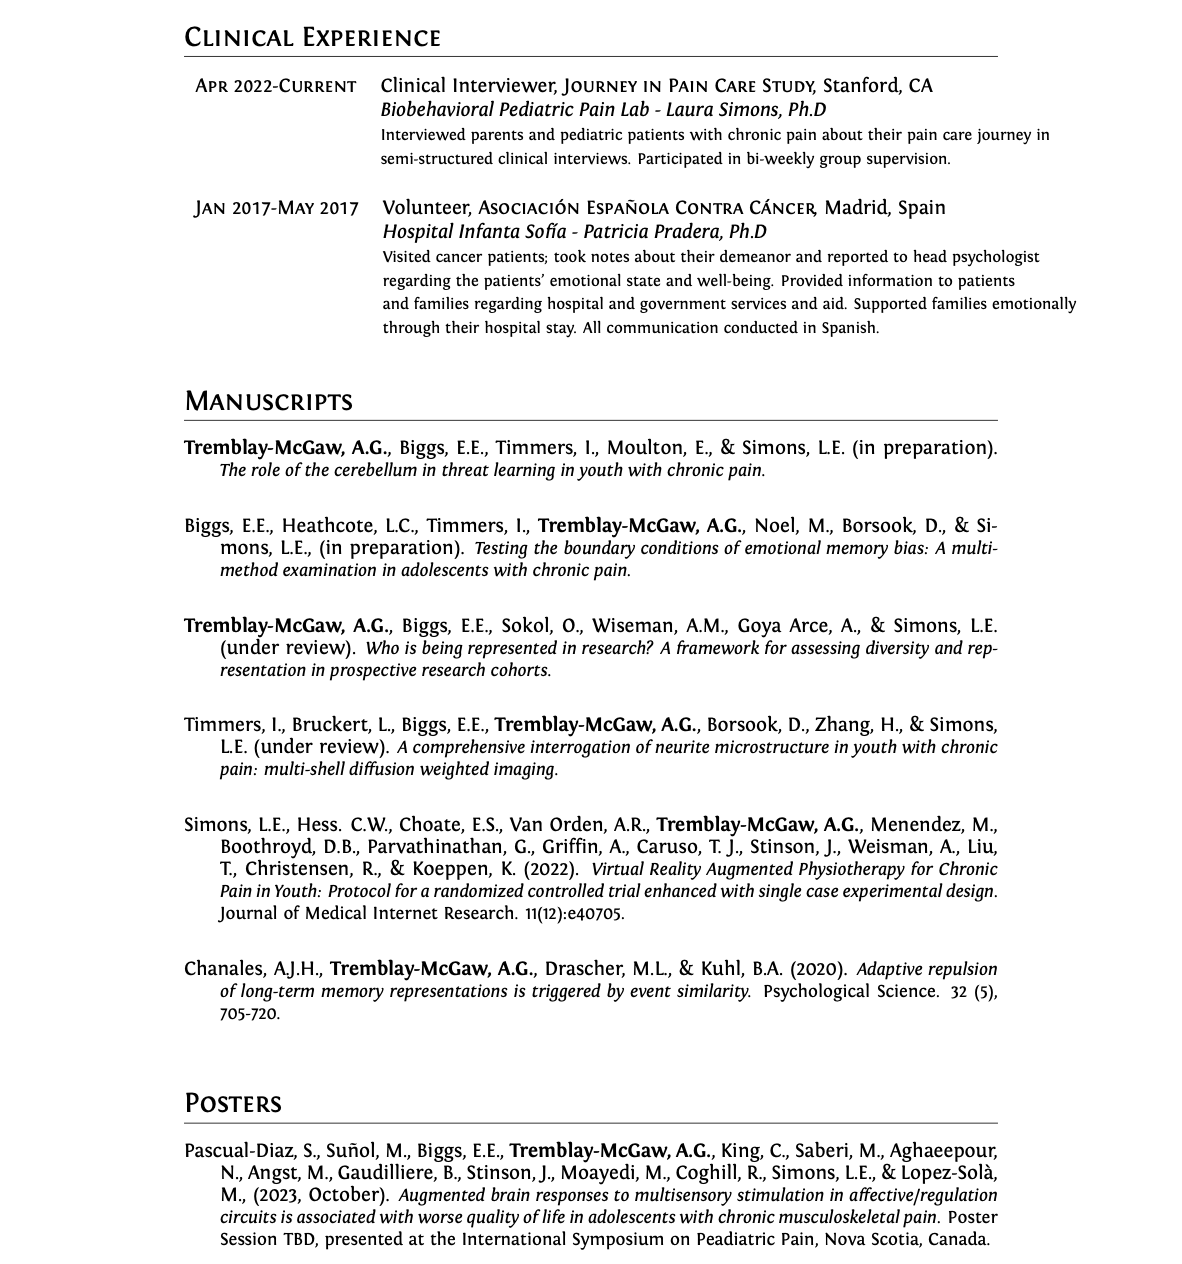 Clinical Experience
Apr 2022-Current Clinical Interviewer, Journey in Pain Care Study, Stanford, CA
Biobehavioral Pediatric Pain Lab - Laura Simons, Ph.D
Interviewed parents and pediatric patients with chronic pain about their pain care journey in
semi-structured clinical interviews. Participated in bi-weekly group supervision.
Jan 2017-May 2017 Volunteer, Asociación Española Contra Cáncer, Madrid, Spain
Hospital Infanta Sofía - Patricia Pradera, Ph.D
Visited cancer patients; took notes about their demeanor and reported to head psychologist
regarding the patients' emotional state and well-being. Provided information to patients
and families regarding hospital and government services and aid. Supported families emotionally
through their hospital stay. All communication conducted in Spanish.
Manuscripts
Tremblay-McGaw, A.G., Biggs, E.E., Timmers, I., Moulton, E., & Simons, L.E. (in preparation).
The role of the cerebellum in threat learning in youth with chronic pain.
Biggs, E.E., Heathcote, L.C., Timmers, I., Tremblay-McGaw, A.G., Noel, M., Borsook, D., & Si-
mons, L.E., (in preparation). Testing the boundary conditions of emotional memory bias: A multi-
method examination in adolescents with chronic pain.
Tremblay-McGaw, A.G., Biggs, E.E., Sokol, O., Wiseman, A.M., Goya Arce, A., & Simons, L.E.
(under review). Who is being represented in research? A framework for assessing diversity and rep-
resentation in prospective research cohorts.
Timmers, I., Bruckert, L., Biggs, E.E., Tremblay-McGaw, A.G., Borsook, D., Zhang, H., & Simons,
L.E. (under review). A comprehensive interrogation of neurite microstructure in youth with chronic
pain: multi-shell diffusion weighted imaging.
Simons, L.E., Hess. C.W., Choate, E.S., Van Orden, A.R., Tremblay-McGaw, A.G., Menendez, M.,
Boothroyd, D.B., Parvathinathan, G., Griffin, A., Caruso, T. J., Stinson, J., Weisman, A., Liu,
T., Christensen, R., & Koeppen, K. (2022). Virtual Reality Augmented Physiotherapy for Chronic
Pain in Youth: Protocol for a randomized controlled trial enhanced with single case experimental design.
Journal of Medical Internet Research. 11(12):e40705.
Chanales, A.J.H., Tremblay-McGaw, A.G., Drascher, M.L., & Kuhl, B.A. (2020). Adaptive repulsion
of long-term memory representations is triggered by event similarity. Psychological Science. 32 (5),
705-720.
Posters
Pascual-Diaz, S., Suñol, M., Biggs, E.E., Tremblay-McGaw, A.G., King, C., Saberi, M., Aghaeepour,
N., Angst, M., Gaudilliere, B., Stinson, J., Moayedi, M., Coghill, R., Simons, L.E., & Lopez-Solà,
M., (2023, October). Augmented brain responses to multisensory stimulation in affective/regulation
circuits is associated with worse quality of life in adolescents with chronic musculoskeletal pain. Poster
Session TBD, presented at the International Symposium on Peadiatric Pain, Nova Scotia, Canada.